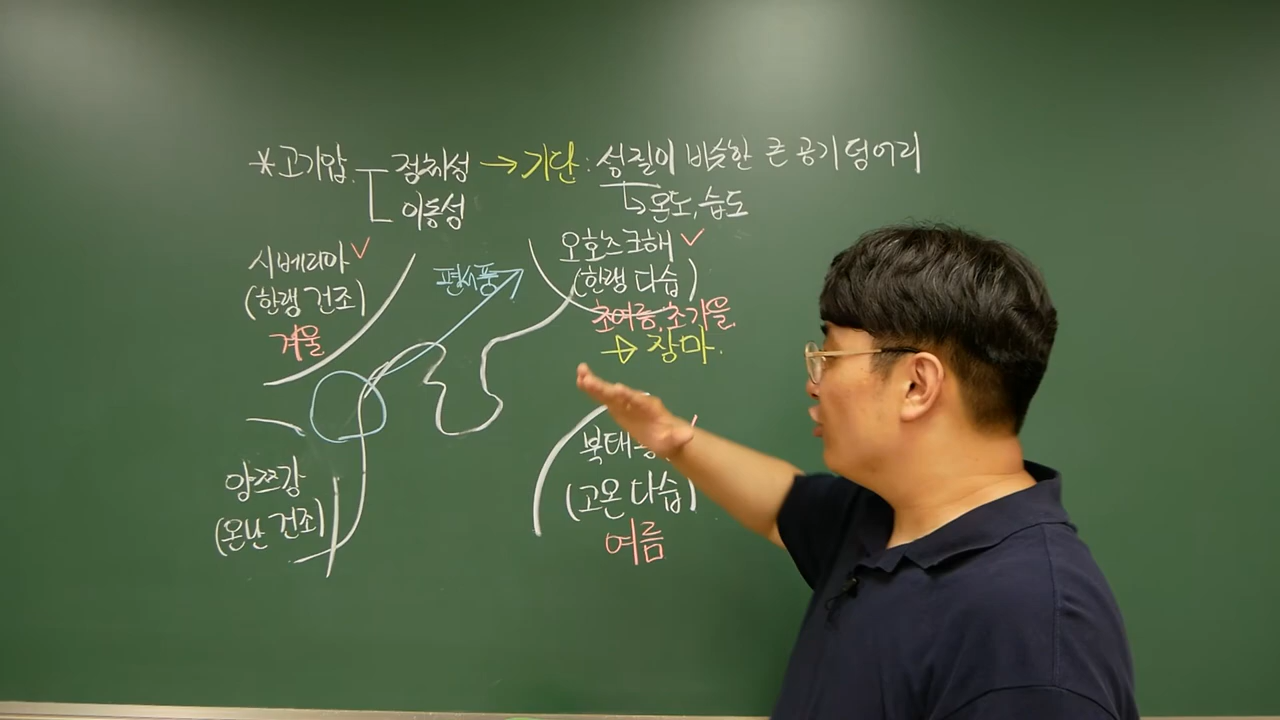 *고기압 정체성 → 기단 : 성질이 비슷한 큰 공기 덩어리
이동성
↳ 온도, 습도
시베리아 ✓
(한랭 건조)
겨울
편서풍
오호츠크해 ✓
(한랭 다습)
초여름, 초가을
→ 장마.
양쯔강
(온난 건조)
북태
(고온 다습)
여름